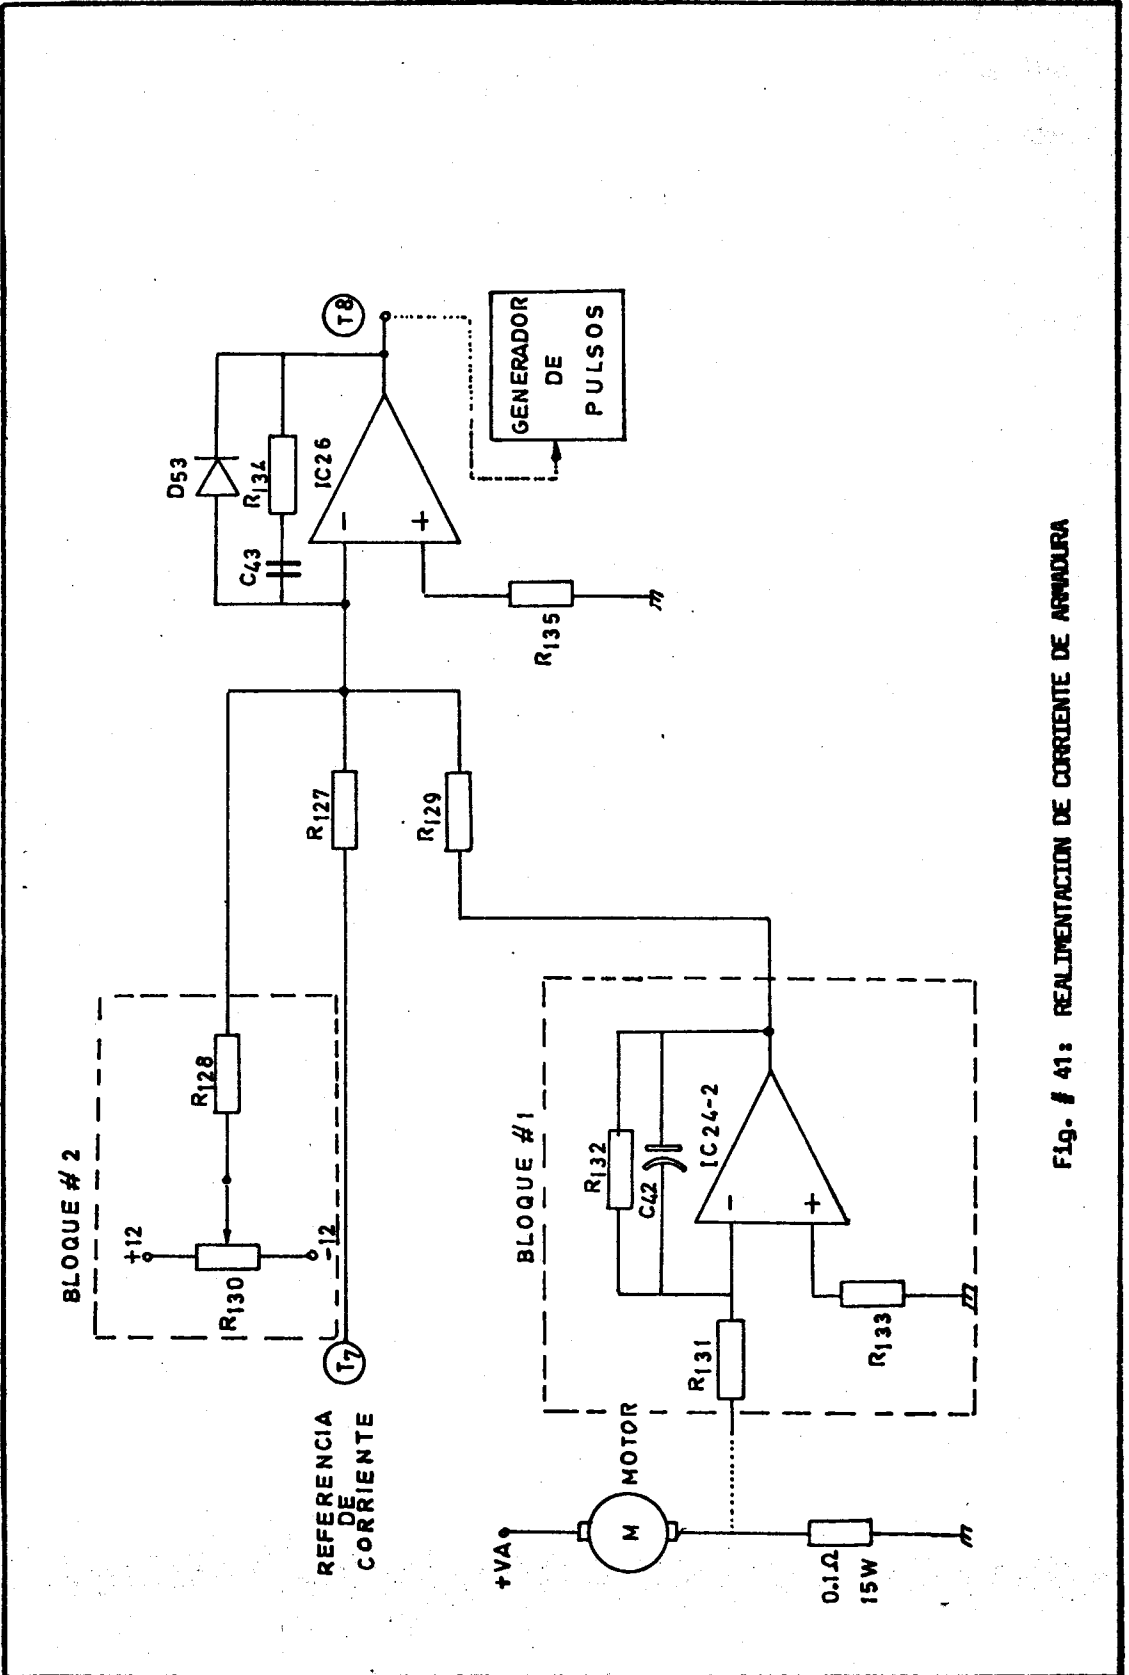 BLOQUE # 2
+12
-12
R130
R128
T7
REFERENCIA
DE
CORRIENTE
R127
R129
D53
R134
C43
IC26
-
+
R135
T8
GENERADOR
DE
PULSOS
BLOQUE #1
R132
C42
IC24-2
-
+
R131
R133
+VA
M
MOTOR
0.1Ω
15W
Fig. # 41: REALIMENTACION DE CORRIENTE DE ARMADURA